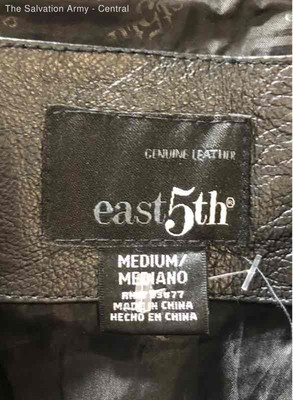 The Salvation Army - Central
GENUINE LEATHER
east5th®
MEDIUM/
MEDIANO
MADE IN CHINA
HECHO EN CHINA